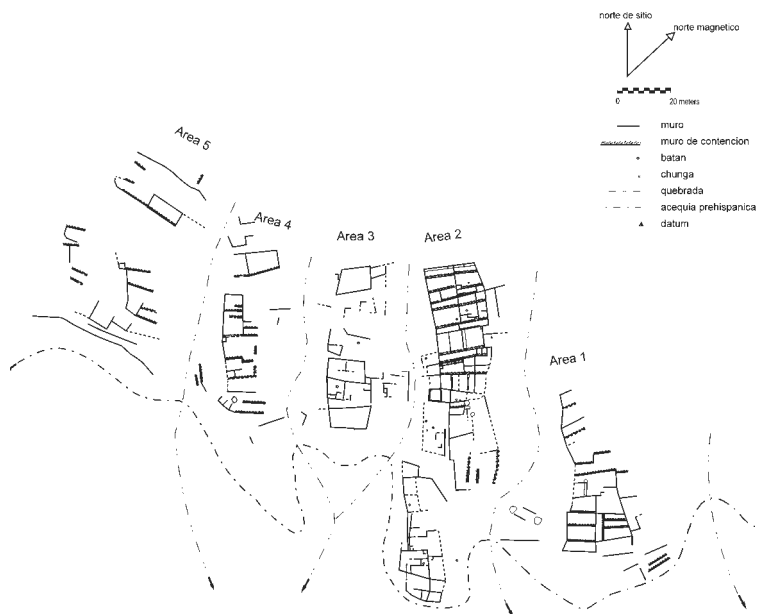 norte de sitio
norte magnetico
0 20 meters
muro
muro de contencion
batan
chunga
quebrada
acequia prehispanica
datum
Area 5
Area 4
Area 3
Area 2
Area 1